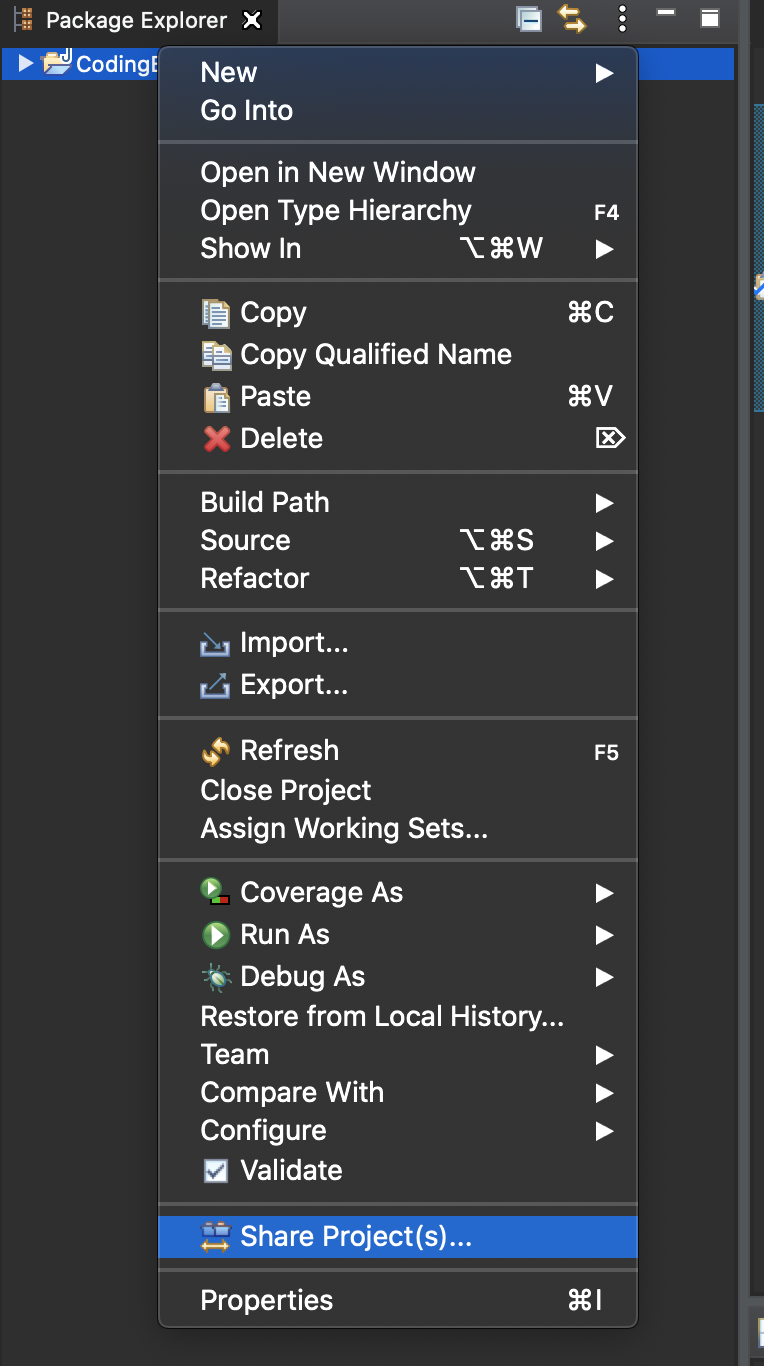 Package Explorer
New
Go Into
Open in New Window
Open Type Hierarchy F4
Show In ⌥⌘W
Copy ⌘C
Copy Qualified Name
Paste ⌘V
Delete ⌦
Build Path
Source ⌥⌘S
Refactor ⌥⌘T
Import...
Export...
Refresh F5
Close Project
Assign Working Sets...
Coverage As
Run As
Debug As
Restore from Local History...
Team
Compare With
Configure
Validate
Share Project(s)...
Properties ⌘I